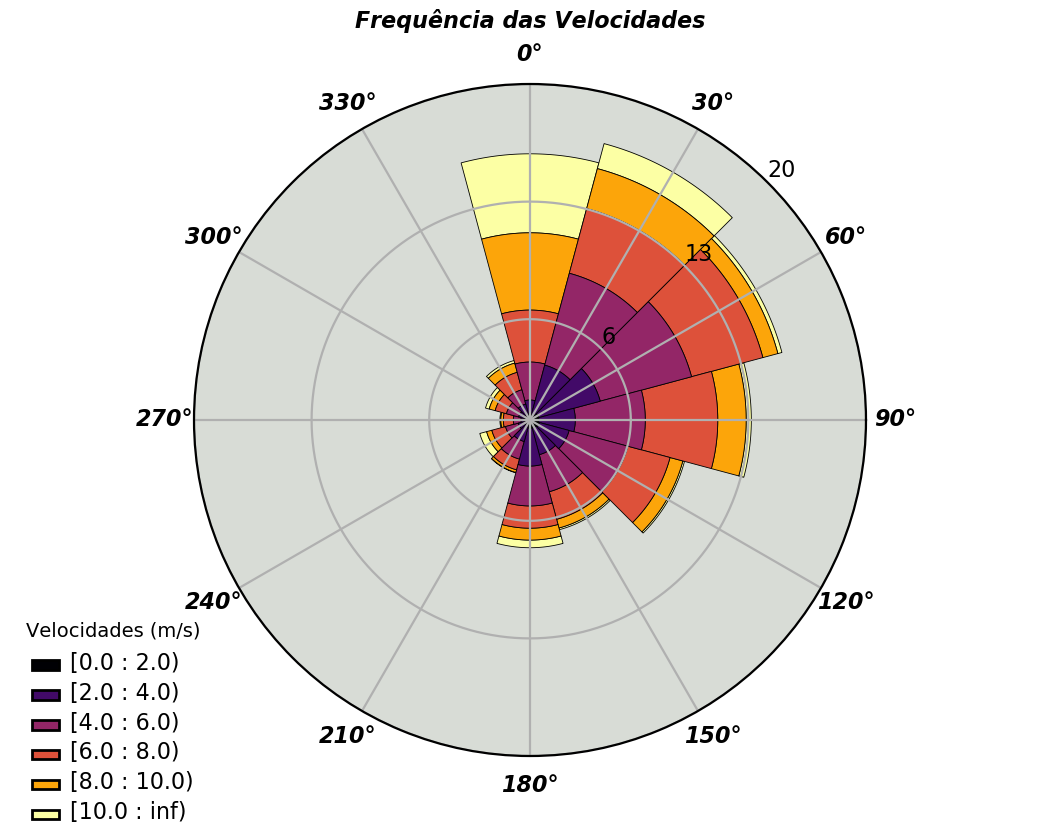 Frequência das Velocidades
0°
330°
30°
20
300°
60°
13
6
270°
90°
240°
120°
210°
150°
180°
Velocidades (m/s)
[0.0 : 2.0)
[2.0 : 4.0)
[4.0 : 6.0)
[6.0 : 8.0)
[8.0 : 10.0)
[10.0 : inf)